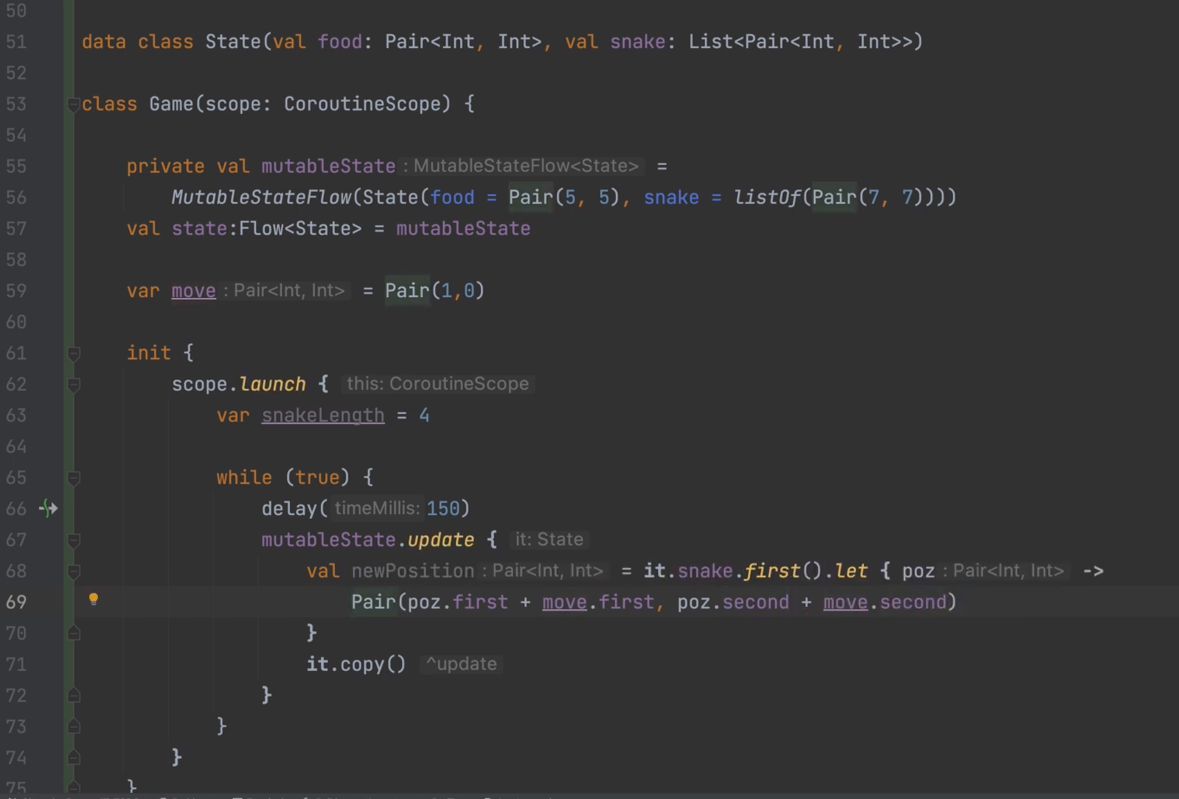 50
51 data class State(val food: Pair<Int, Int>, val snake: List<Pair<Int, Int>>)
52
53 class Game(scope: CoroutineScope) {
54
55 private val mutableState : MutableStateFlow<State> =
56 MutableStateFlow(State(food = Pair(5, 5), snake = listOf(Pair(7, 7))))
57 val state:Flow<State> = mutableState
58
59 var move : Pair<Int, Int> = Pair(1,0)
60
61 init {
62 scope.launch { this: CoroutineScope
63 var snakeLength = 4
64
65 while (true) {
66 delay( timeMillis: 150)
67 mutableState.update { it: State
68 val newPosition : Pair<Int, Int> = it.snake.first().let { poz : Pair<Int, Int> ->
69 Pair(poz.first + move.first, poz.second + move.second)
70 }
71 it.copy() ^update
72 }
73 }
74 }
75 }